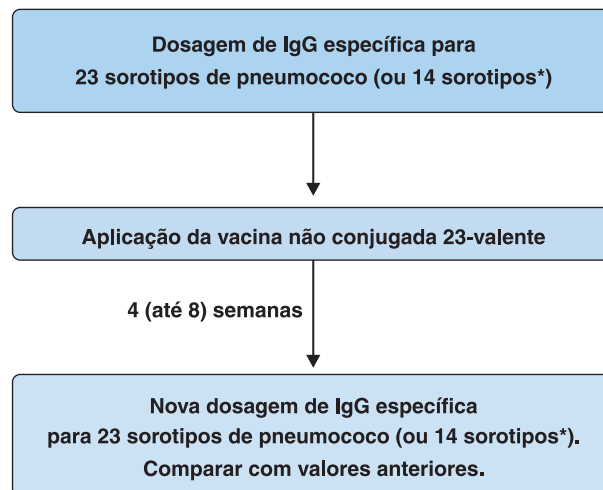 Dosagem de IgG específica para
23 sorotipos de pneumococo (ou 14 sorotipos*)
Aplicação da vacina não conjugada 23-valente
4 (até 8) semanas
Nova dosagem de IgG específica
para 23 sorotipos de pneumococo (ou 14 sorotipos*).
Comparar com valores anteriores.